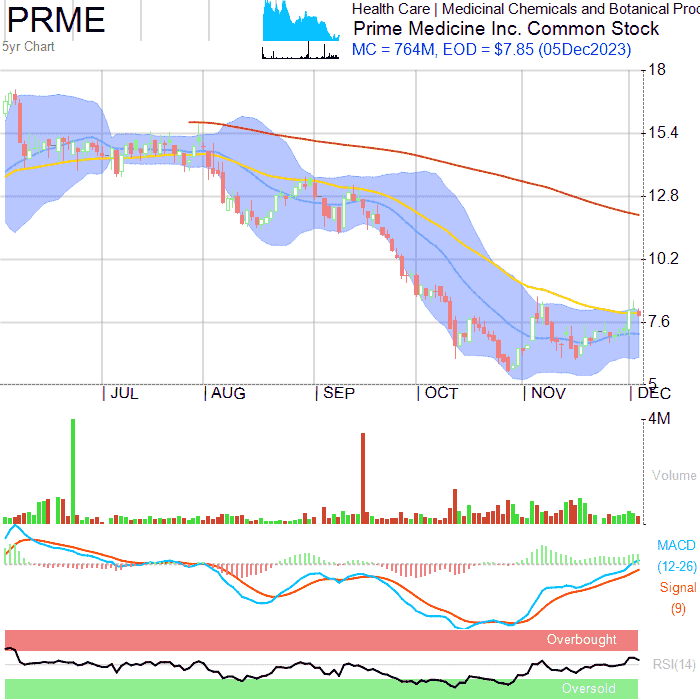 PRME
5yr Chart
Health Care | Medicinal Chemicals and Botanical Proc
Prime Medicine Inc. Common Stock
MC = 764M, EOD = $7.85 (05Dec2023)
18
15.4
12.8
10.2
7.6
5
JUL AUG SEP OCT NOV DEC
4M
Volume
MACD
(12-26)
Signal
(9)
Overbought
RSI(14)
Oversold